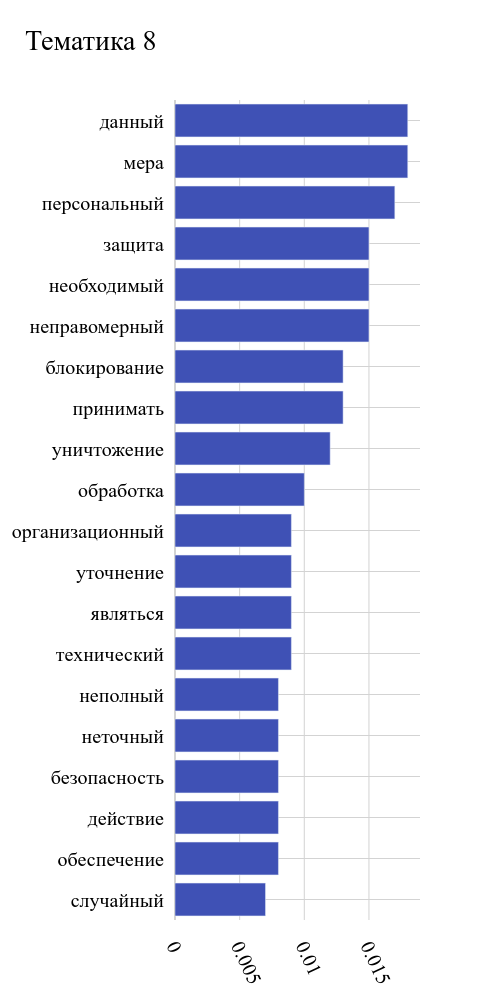 Тематика 8
данный
мера
персональный
защита
необходимый
неправомерный
блокирование
принимать
уничтожение
обработка
организационный
уточнение
являться
технический
неполный
неточный
безопасность
действие
обеспечение
случайный
0
0.005
0.01
0.015